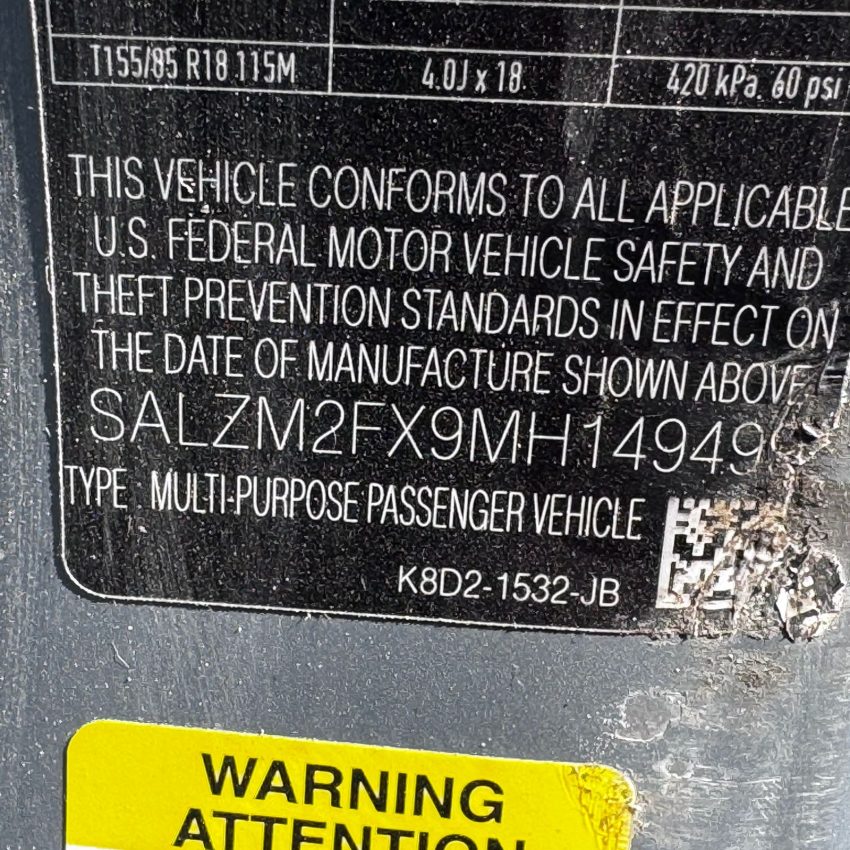 T155/85 R18 115M 4.0J x 18 420 kPa. 60 psi
THIS VEHICLE CONFORMS TO ALL APPLICABLE
U.S. FEDERAL MOTOR VEHICLE SAFETY AND
THEFT PREVENTION STANDARDS IN EFFECT ON
THE DATE OF MANUFACTURE SHOWN ABOVE
SALZM2FX9MH14949
TYPE : MULTI-PURPOSE PASSENGER VEHICLE
K8D2-1532-JB
WARNING
ATTENTION